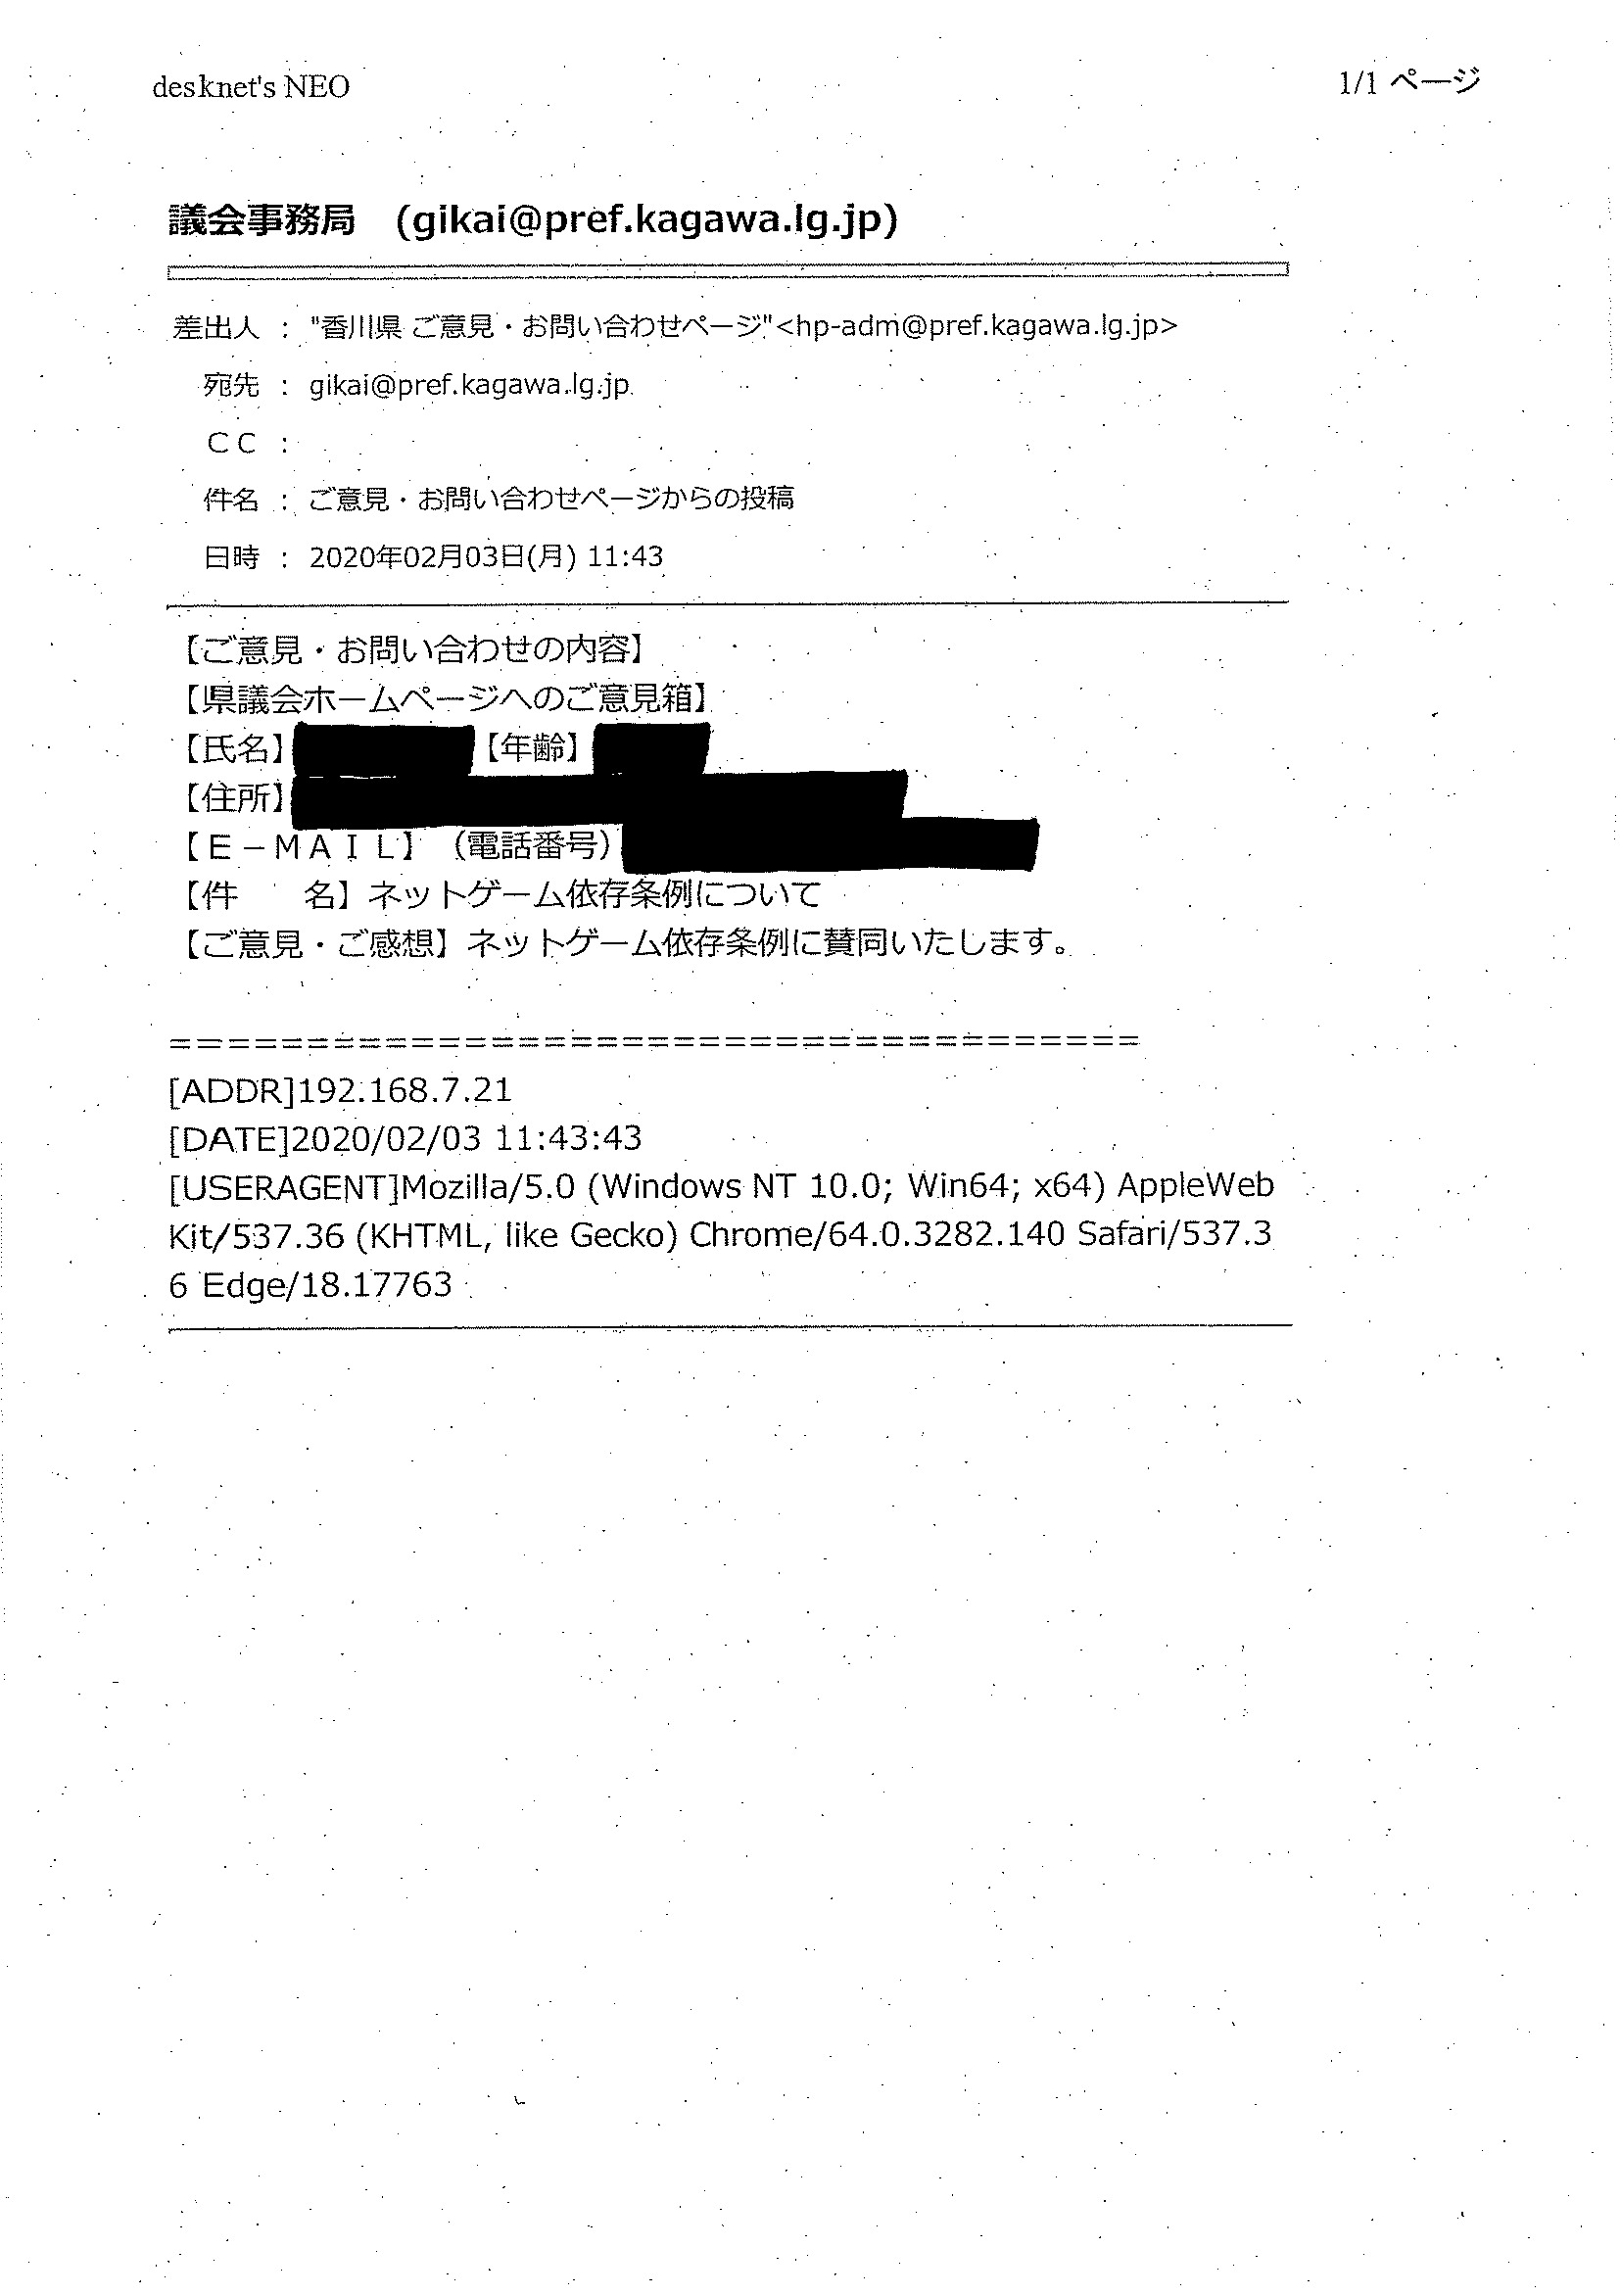 desknet's NEO
1/1 ページ
議会事務局　(gikai@pref.kagawa.lg.jp)
差出人 : "香川県 ご意見・お問い合わせページ"<hp-adm@pref.kagawa.lg.jp>
宛先 : gikai@pref.kagawa.lg.jp
ＣＣ :
件名 : ご意見・お問い合わせページからの投稿
日時 : 2020年02月03日(月) 11:43
【ご意見・お問い合わせの内容】
【県議会ホームページへのご意見箱】
【氏名】 【年齢】
【住所】
【Ｅ－ＭＡＩＬ】（電話番号）
【件　　名】ネットゲーム依存条例について
【ご意見・ご感想】ネットゲーム依存条例に賛同いたします。
=====================================
[ADDR]192.168.7.21
[DATE]2020/02/03 11:43:43
[USERAGENT]Mozilla/5.0 (Windows NT 10.0; Win64; x64) AppleWeb
Kit/537.36 (KHTML, like Gecko) Chrome/64.0.3282.140 Safari/537.3
6 Edge/18.17763